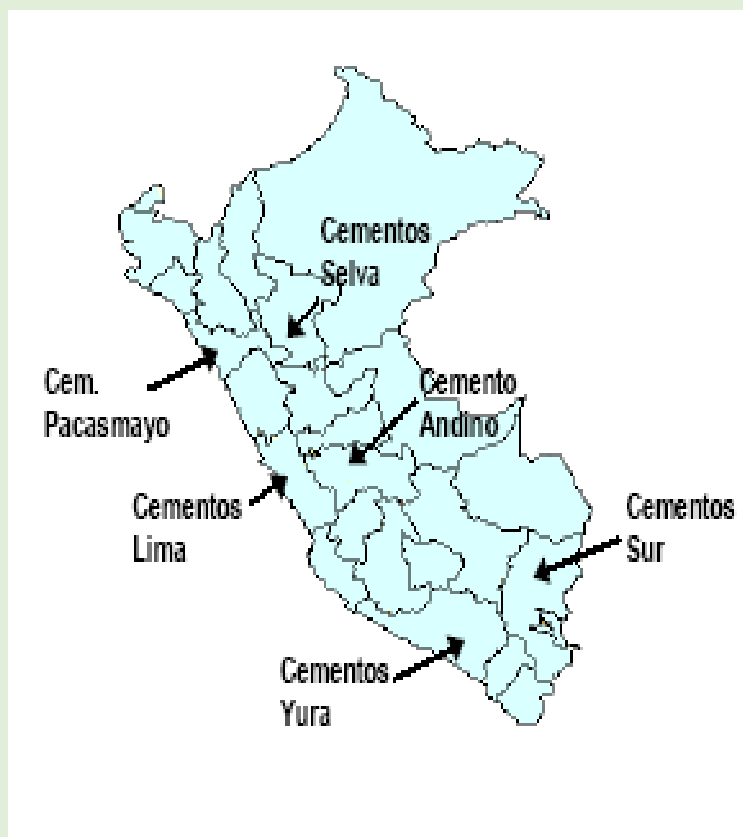 Cementos
Selva
Cem.
Pacasmayo
Cemento
Andino
Cementos
Lima
Cementos
Sur
Cementos
Yura